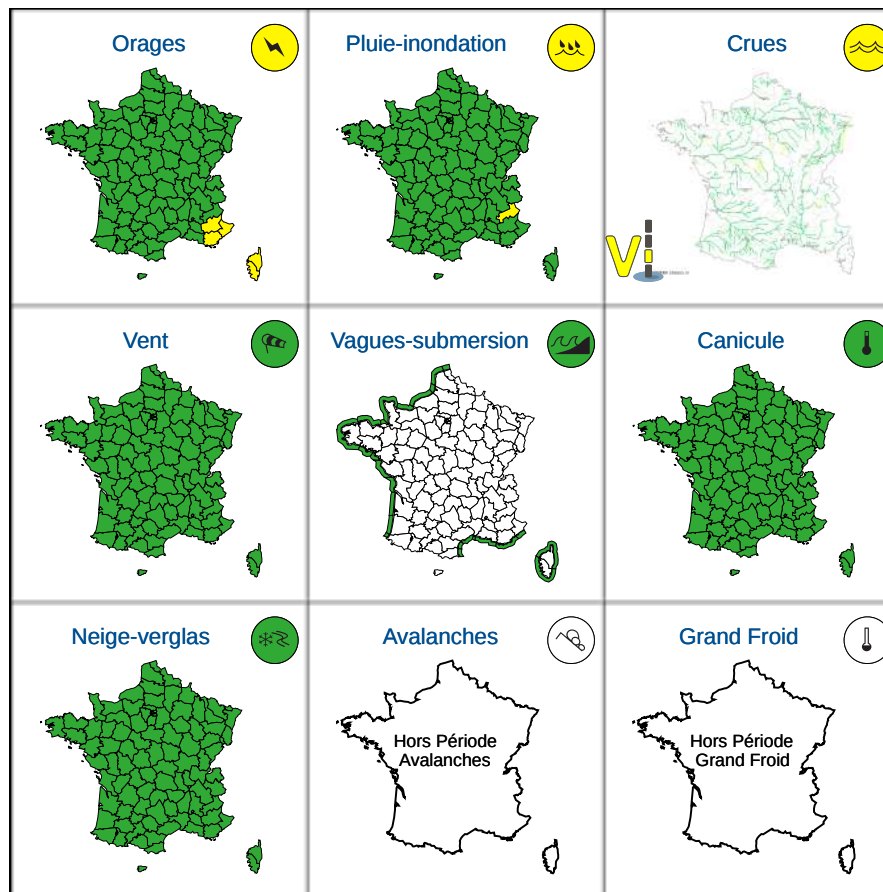 Orages
Pluie-inondation
Crues
Vent
Vagues-submersion
Canicule
Neige-verglas
Avalanches
Grand Froid
Hors Période
Avalanches
Hors Période
Grand Froid